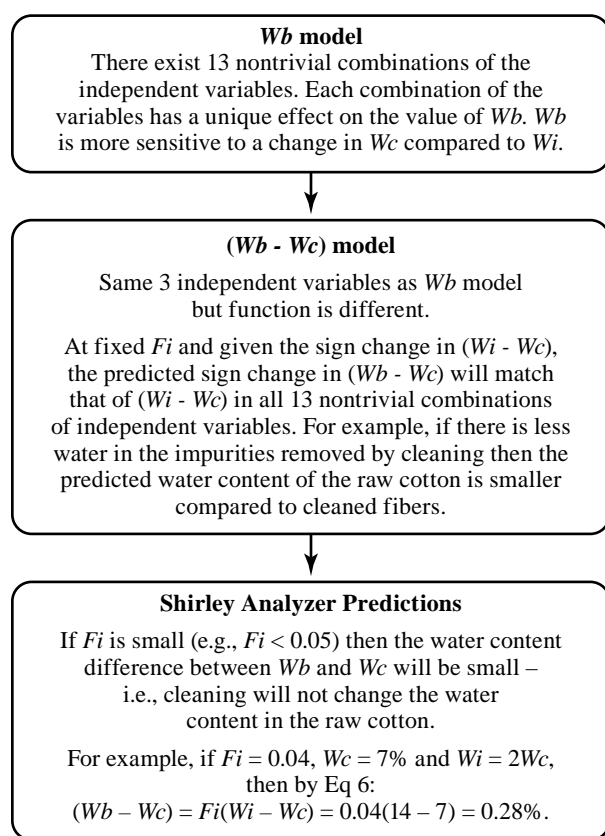 Wb model
There exist 13 nontrivial combinations of the
independent variables. Each combination of the
variables has a unique effect on the value of Wb. Wb
is more sensitive to a change in Wc compared to Wi.
(Wb - Wc) model
Same 3 independent variables as Wb model
but function is different.
At fixed Fi and given the sign change in (Wi - Wc),
the predicted sign change in (Wb - Wc) will match
that of (Wi - Wc) in all 13 nontrivial combinations
of independent variables. For example, if there is less
water in the impurities removed by cleaning then the
predicted water content of the raw cotton is smaller
compared to cleaned fibers.
Shirley Analyzer Predictions
If Fi is small (e.g., Fi < 0.05) then the water content
difference between Wb and Wc will be small –
i.e., cleaning will not change the water
content in the raw cotton.
For example, if Fi = 0.04, Wc = 7% and Wi = 2Wc,
then by Eq 6:
(Wb – Wc) = Fi(Wi – Wc) = 0.04(14 – 7) = 0.28%.